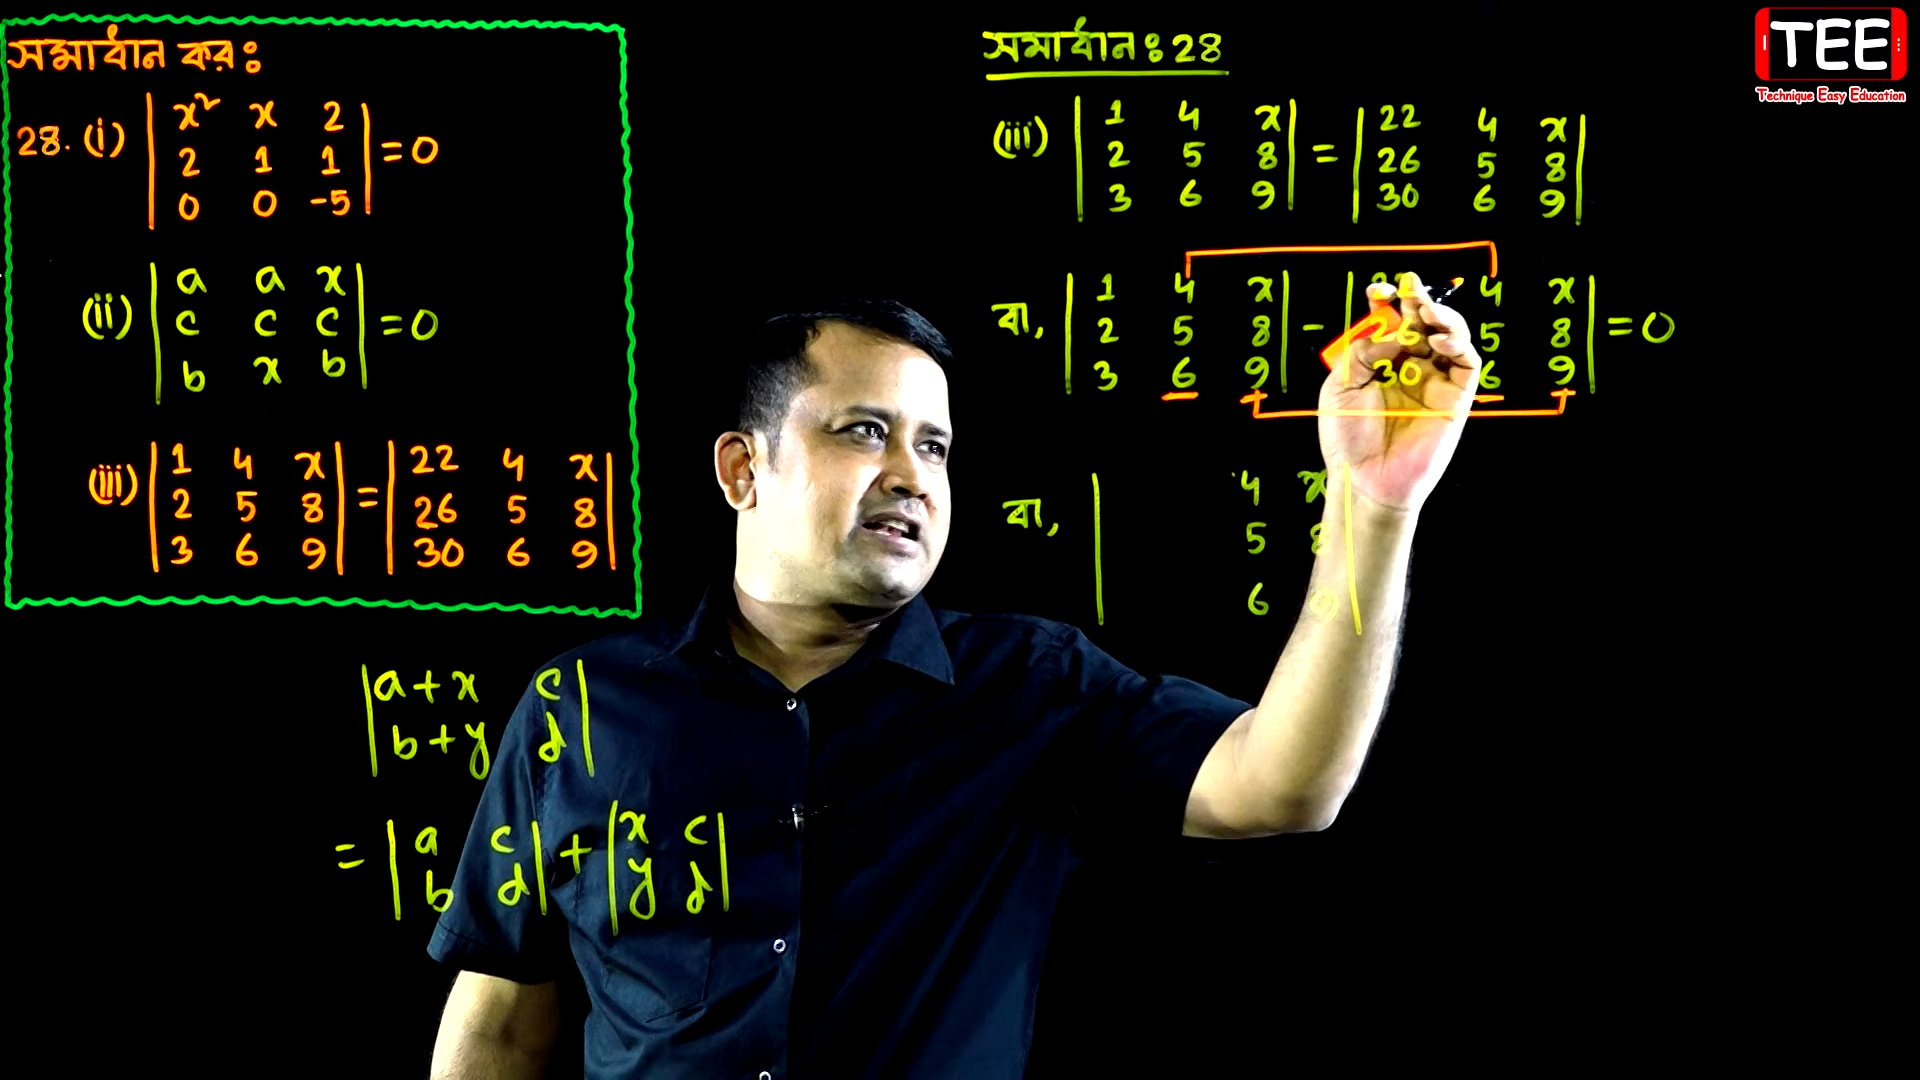 সমাধান করঃ
28. (i) | x² x 2 | = 0
| 2 1 1 |
| 0 0 -5 |
(ii) | a a x | = 0
| c c c |
| b x b |
(iii) | 1 4 x | = | 22 4 x |
| 2 5 8 | | 26 5 8 |
| 3 6 9 | | 30 6 9 |
| a + x c |
| b + y d |
= | a c | + | x c |
| b d | | y d |
সমাধানঃ 28
(iii) | 1 4 x | = | 22 4 x |
| 2 5 8 | | 26 5 8 |
| 3 6 9 | | 30 6 9 |
বা, | 1 4 x | - | 4 x | = 0
| 2 5 8 | | 26 5 8 |
| 3 6 9 | | 30 6 9 |
বা, | 4 x |
| 5 8 |
| 6 |
TEE
Technique Easy Education